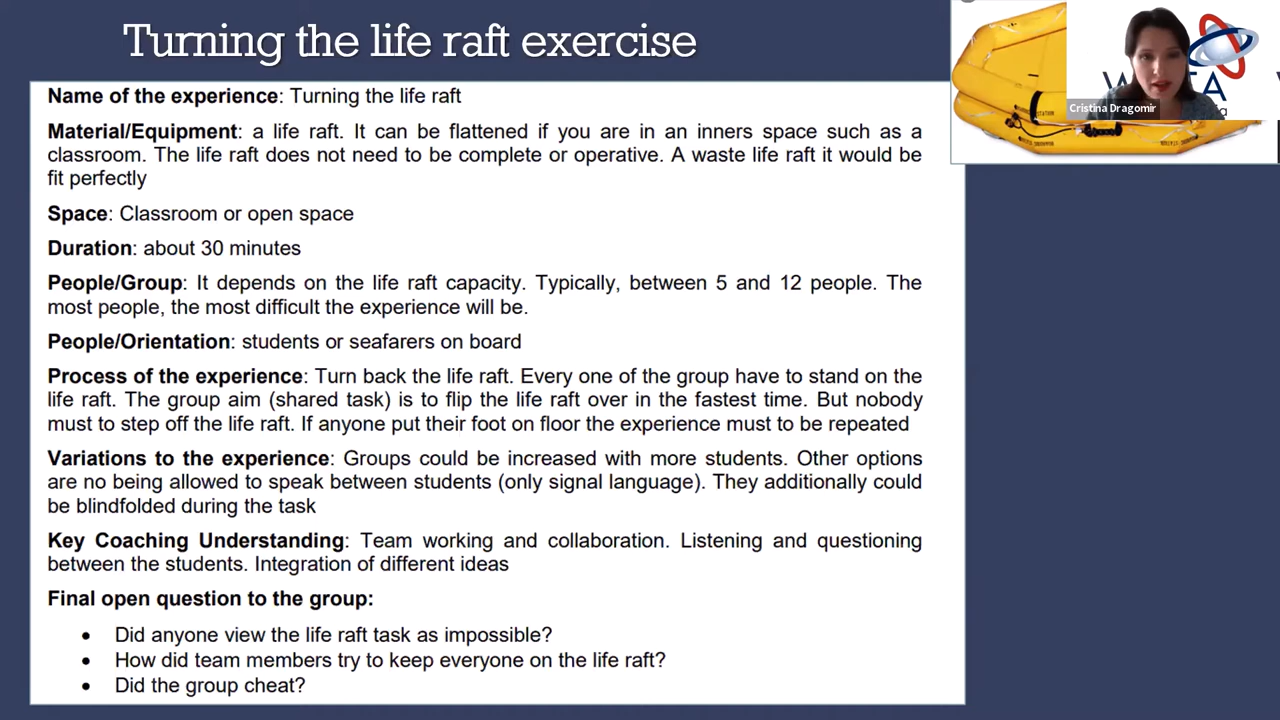 Turning the life raft exercise
Name of the experience: Turning the life raft
Material/Equipment: a life raft. It can be flattened if you are in an inners space such as a
classroom. The life raft does not need to be complete or operative. A waste life raft it would be
fit perfectly
Space: Classroom or open space
Duration: about 30 minutes
People/Group: It depends on the life raft capacity. Typically, between 5 and 12 people. The
most people, the most difficult the experience will be.
People/Orientation: students or seafarers on board
Process of the experience: Turn back the life raft. Every one of the group have to stand on the
life raft. The group aim (shared task) is to flip the life raft over in the fastest time. But nobody
must to step off the life raft. If anyone put their foot on floor the experience must to be repeated
Variations to the experience: Groups could be increased with more students. Other options
are no being allowed to speak between students (only signal language). They additionally could
be blindfolded during the task
Key Coaching Understanding: Team working and collaboration. Listening and questioning
between the students. Integration of different ideas
Final open question to the group:
• Did anyone view the life raft task as impossible?
• How did team members try to keep everyone on the life raft?
• Did the group cheat?
Cristina Dragomir